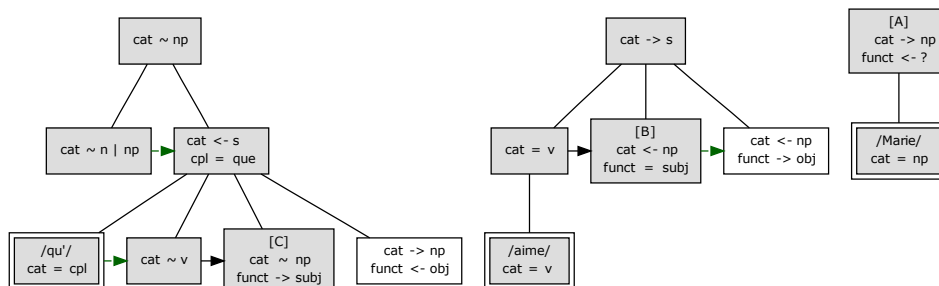 cat ~ np
cat ~ n | np
cat <- s
cpl = que
/qu'/
cat = cpl
cat ~ v
[C]
cat ~ np
funct -> subj
cat -> np
funct <- obj
cat -> s
cat = v
[B]
cat <- np
funct = subj
cat <- np
funct -> obj
/aime/
cat = v
[A]
cat -> np
funct <- ?
/Marie/
cat = np